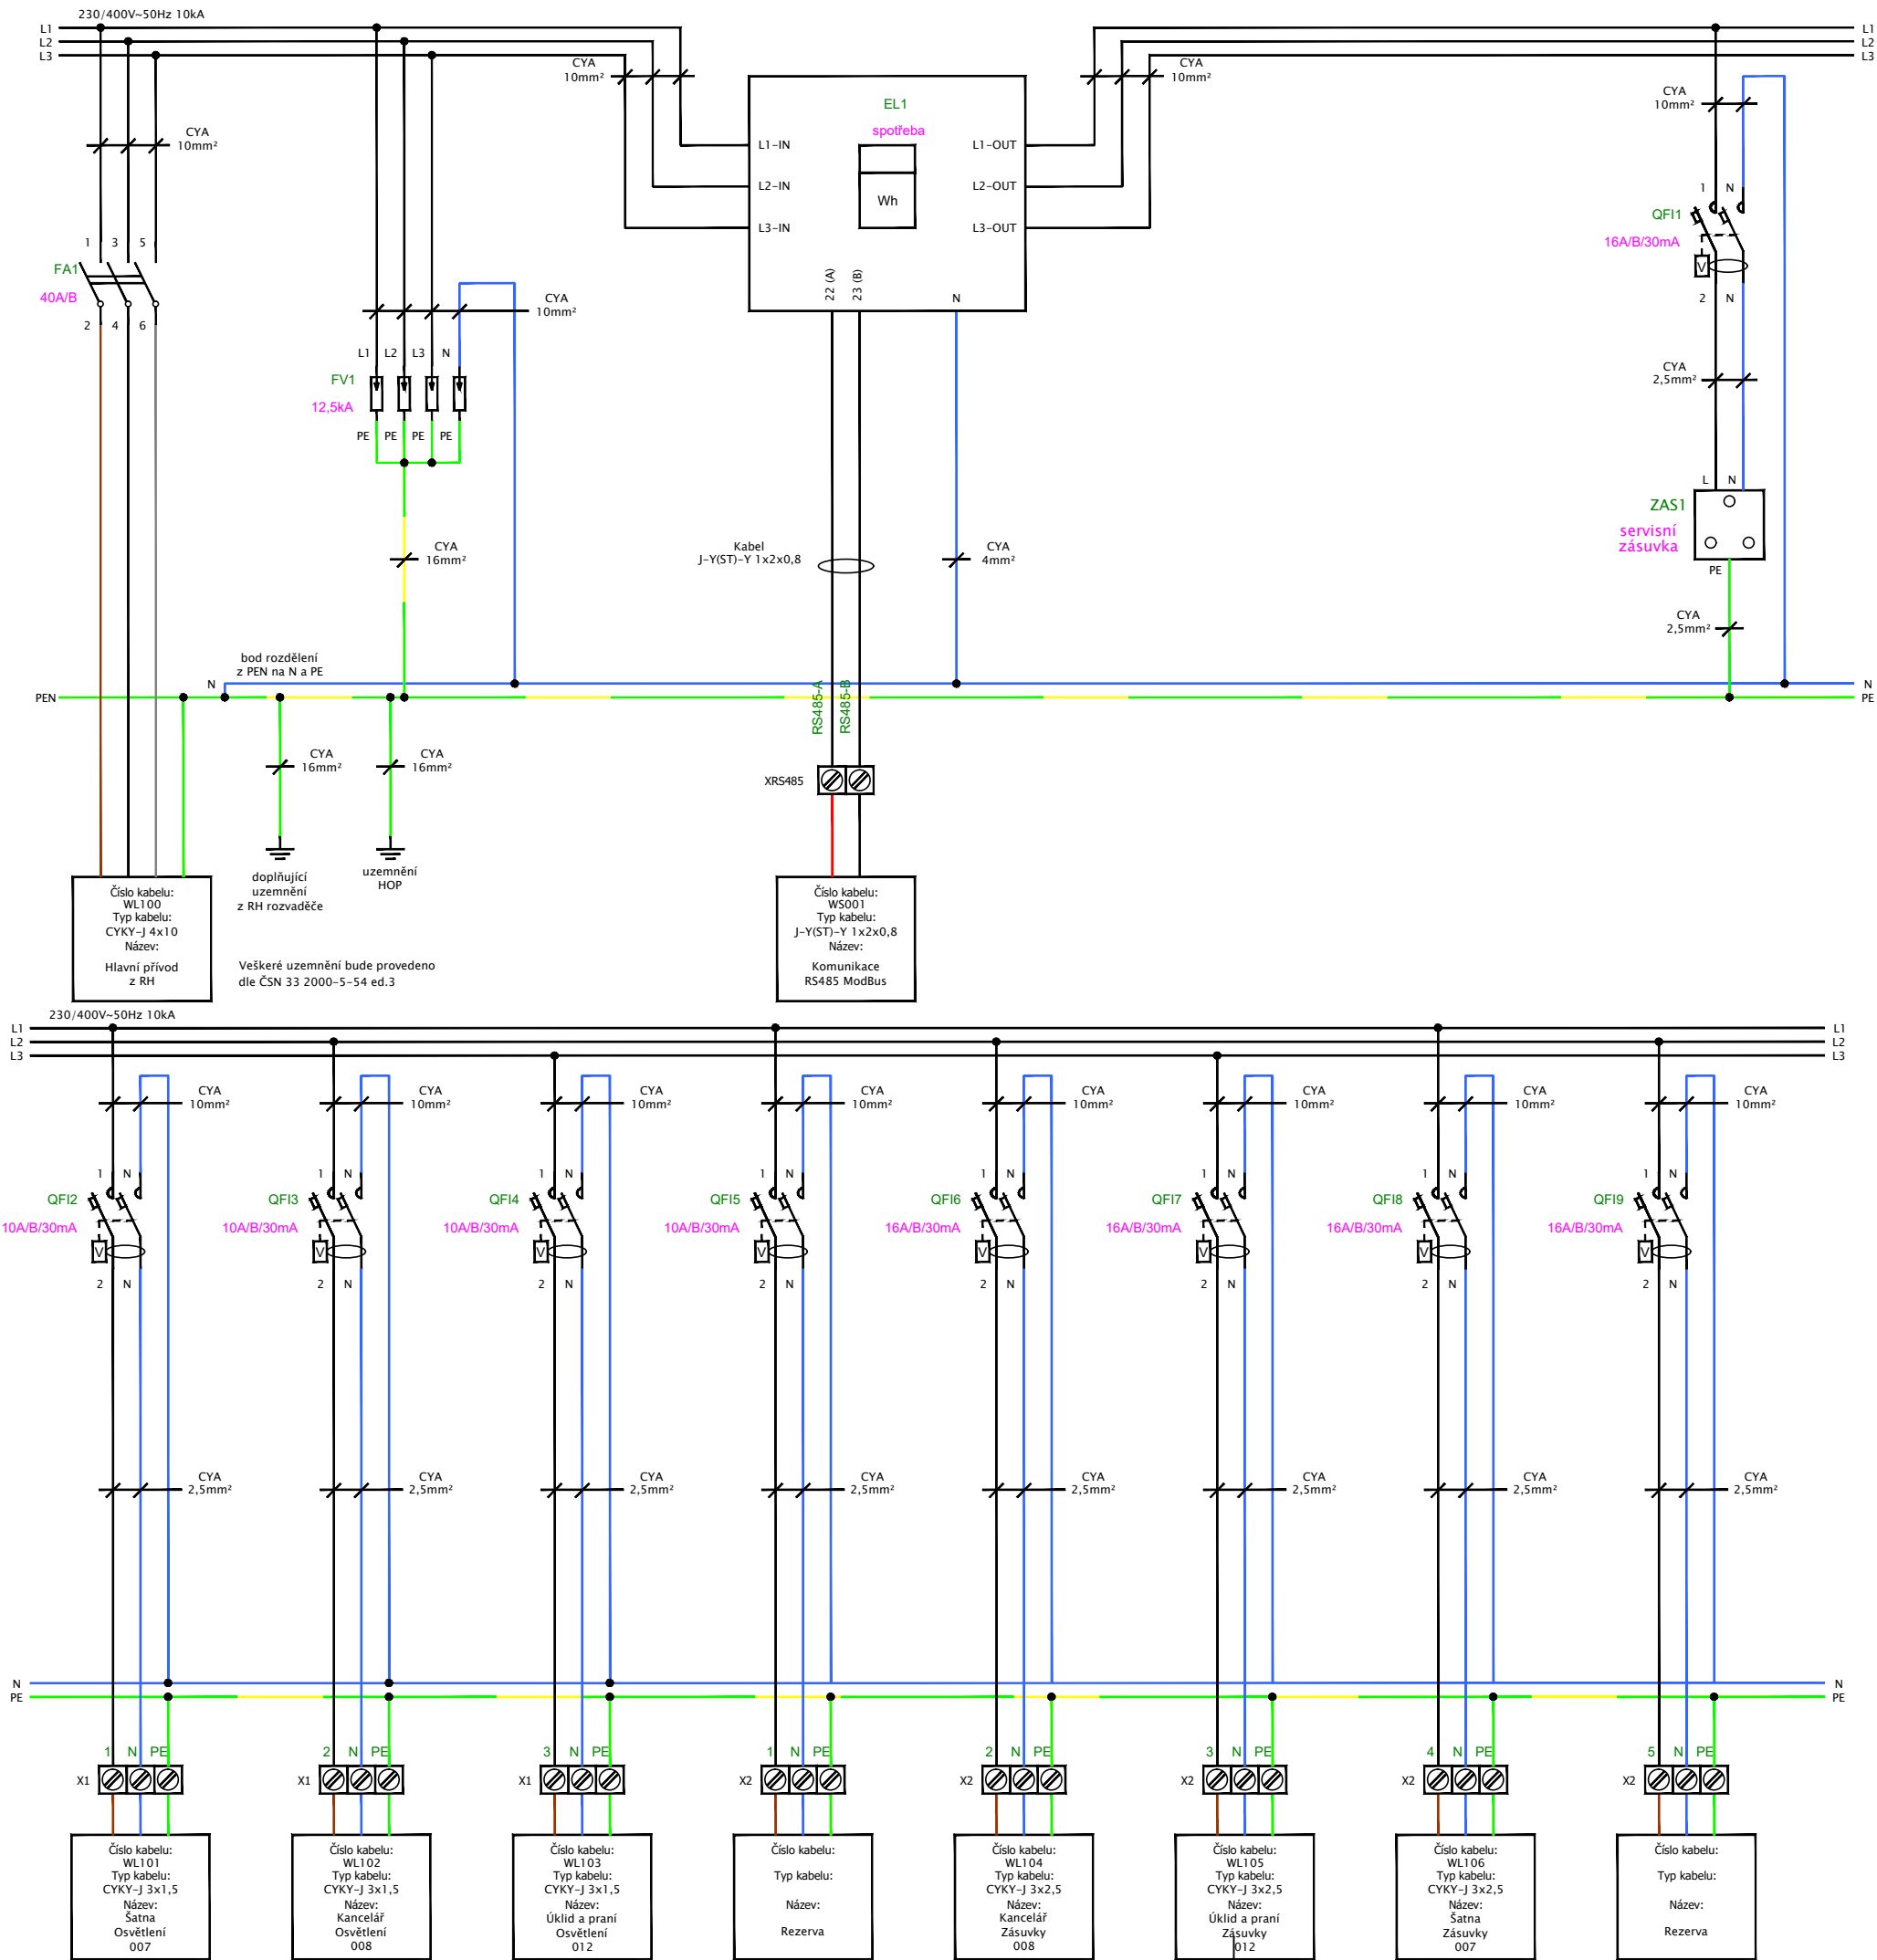 230/400V~50Hz 10kA
L1
L2
L3
L1
L2
L3
CYA
10mm²
CYA
10mm²
CYA
10mm²
CYA
10mm²
EL1
spotřeba
Wh
L1-IN
L2-IN
L3-IN
L1-OUT
L2-OUT
L3-OUT
22 (A)
23 (B)
N
1 3 5
FA1
40A/B
2 4 6
CYA
10mm²
L1 L2 L3 N
FV1
12,5kA
PE PE PE PE
CYA
16mm²
Kabel
J-Y(ST)-Y 1x2x0,8
CYA
4mm²
1 N
QFI1
16A/B/30mA
V
2 N
CYA
2,5mm²
L N
ZAS1
servisní
zásuvka
PE
CYA
2,5mm²
bod rozdělení
z PEN na N a PE
N
PEN
N
PE
RS485-A
RS485-B
CYA
16mm²
CYA
16mm²
XRS485
doplňující
uzemnění
z RH rozvaděče
uzemnění
HOP
Číslo kabelu:
WL100
Typ kabelu:
CYKY-J 4x10
Název:
Hlavní přívod
z RH
Veškeré uzemnění bude provedeno
dle ČSN 33 2000-5-54 ed.3
Číslo kabelu:
WS001
Typ kabelu:
J-Y(ST)-Y 1x2x0,8
Název:
Komunikace
RS485 ModBus
230/400V~50Hz 10kA
L1
L2
L3
L1
L2
L3
CYA
10mm²
CYA
10mm²
CYA
10mm²
CYA
10mm²
CYA
10mm²
CYA
10mm²
CYA
10mm²
CYA
10mm²
1 N
QFI2
10A/B/30mA
V
2 N
1 N
QFI3
10A/B/30mA
V
2 N
1 N
QFI4
10A/B/30mA
V
2 N
1 N
QFI5
10A/B/30mA
V
2 N
1 N
QFI6
16A/B/30mA
V
2 N
1 N
QFI7
16A/B/30mA
V
2 N
1 N
QFI8
16A/B/30mA
V
2 N
1 N
QFI9
16A/B/30mA
V
2 N
CYA
2,5mm²
CYA
2,5mm²
CYA
2,5mm²
CYA
2,5mm²
CYA
2,5mm²
CYA
2,5mm²
CYA
2,5mm²
CYA
2,5mm²
N
PE
N
PE
1 N PE
X1
2 N PE
X1
3 N PE
X1
1 N PE
X2
2 N PE
X2
3 N PE
X2
4 N PE
X2
5 N PE
X2
Číslo kabelu:
WL101
Typ kabelu:
CYKY-J 3x1,5
Název:
Šatna
Osvětlení
007
Číslo kabelu:
WL102
Typ kabelu:
CYKY-J 3x1,5
Název:
Kancelář
Osvětlení
008
Číslo kabelu:
WL103
Typ kabelu:
CYKY-J 3x1,5
Název:
Úklid a praní
Osvětlení
012
Číslo kabelu:
Typ kabelu:
Název:
Rezerva
Číslo kabelu:
WL104
Typ kabelu:
CYKY-J 3x2,5
Název:
Kancelář
Zásuvky
008
Číslo kabelu:
WL105
Typ kabelu:
CYKY-J 3x2,5
Název:
Úklid a praní
Zásuvky
012
Číslo kabelu:
WL106
Typ kabelu:
CYKY-J 3x2,5
Název:
Šatna
Zásuvky
007
Číslo kabelu:
Typ kabelu:
Název:
Rezerva